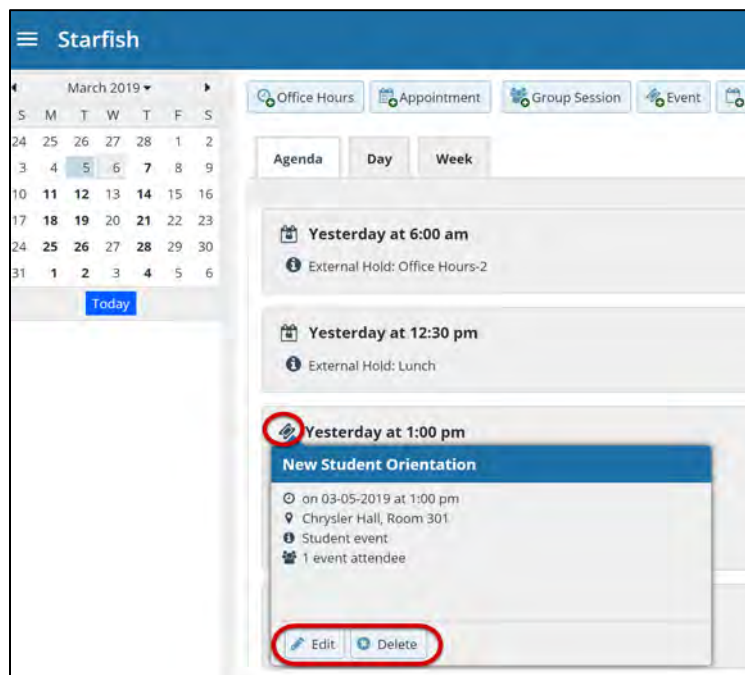 Starfish
March 2019
S M T W T F S
24 25 26 27 28 1 2
3 4 5 6 7 8 9
10 11 12 13 14 15 16
17 18 19 20 21 22 23
24 25 26 27 28 29 30
31 1 2 3 4 5 6
Today
Office Hours Appointment Group Session Event
Agenda Day Week
Yesterday at 6:00 am
External Hold: Office Hours-2
Yesterday at 12:30 pm
External Hold: Lunch
Yesterday at 1:00 pm
New Student Orientation
on 03-05-2019 at 1:00 pm
Chrysler Hall, Room 301
Student event
1 event attendee
Edit Delete